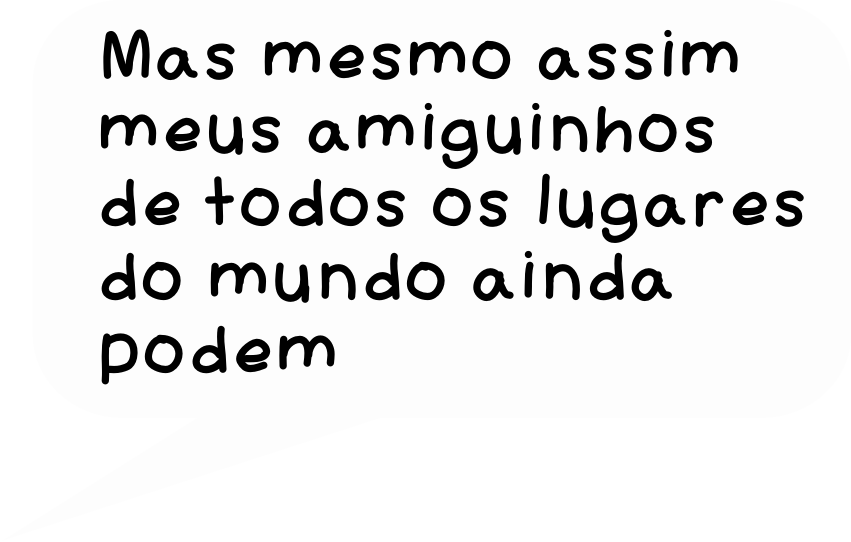 Mas mesmo assim
meus amiguinhos
de todos os lugares
do mundo ainda
podem